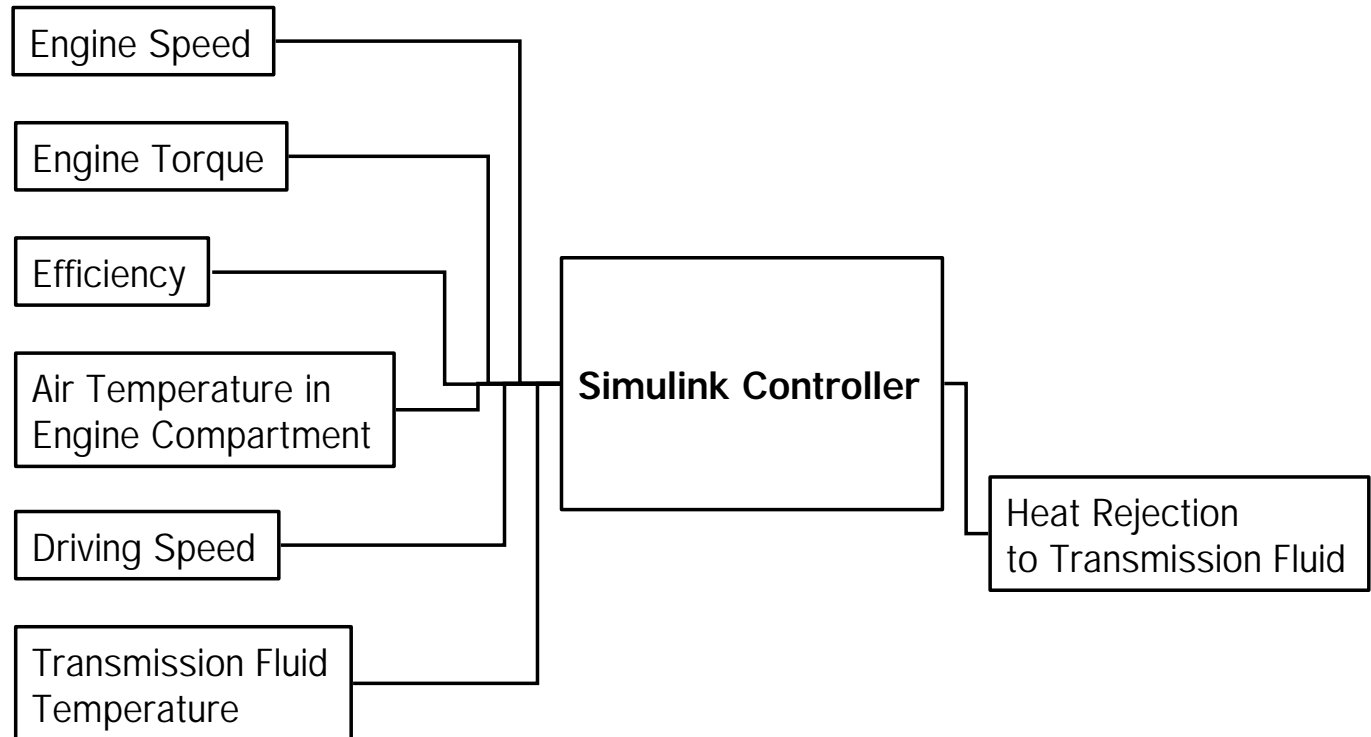 Engine Speed
Engine Torque
Efficiency
Air Temperature in
Engine Compartment
Driving Speed
Transmission Fluid
Temperature
Simulink Controller
Heat Rejection
to Transmission Fluid